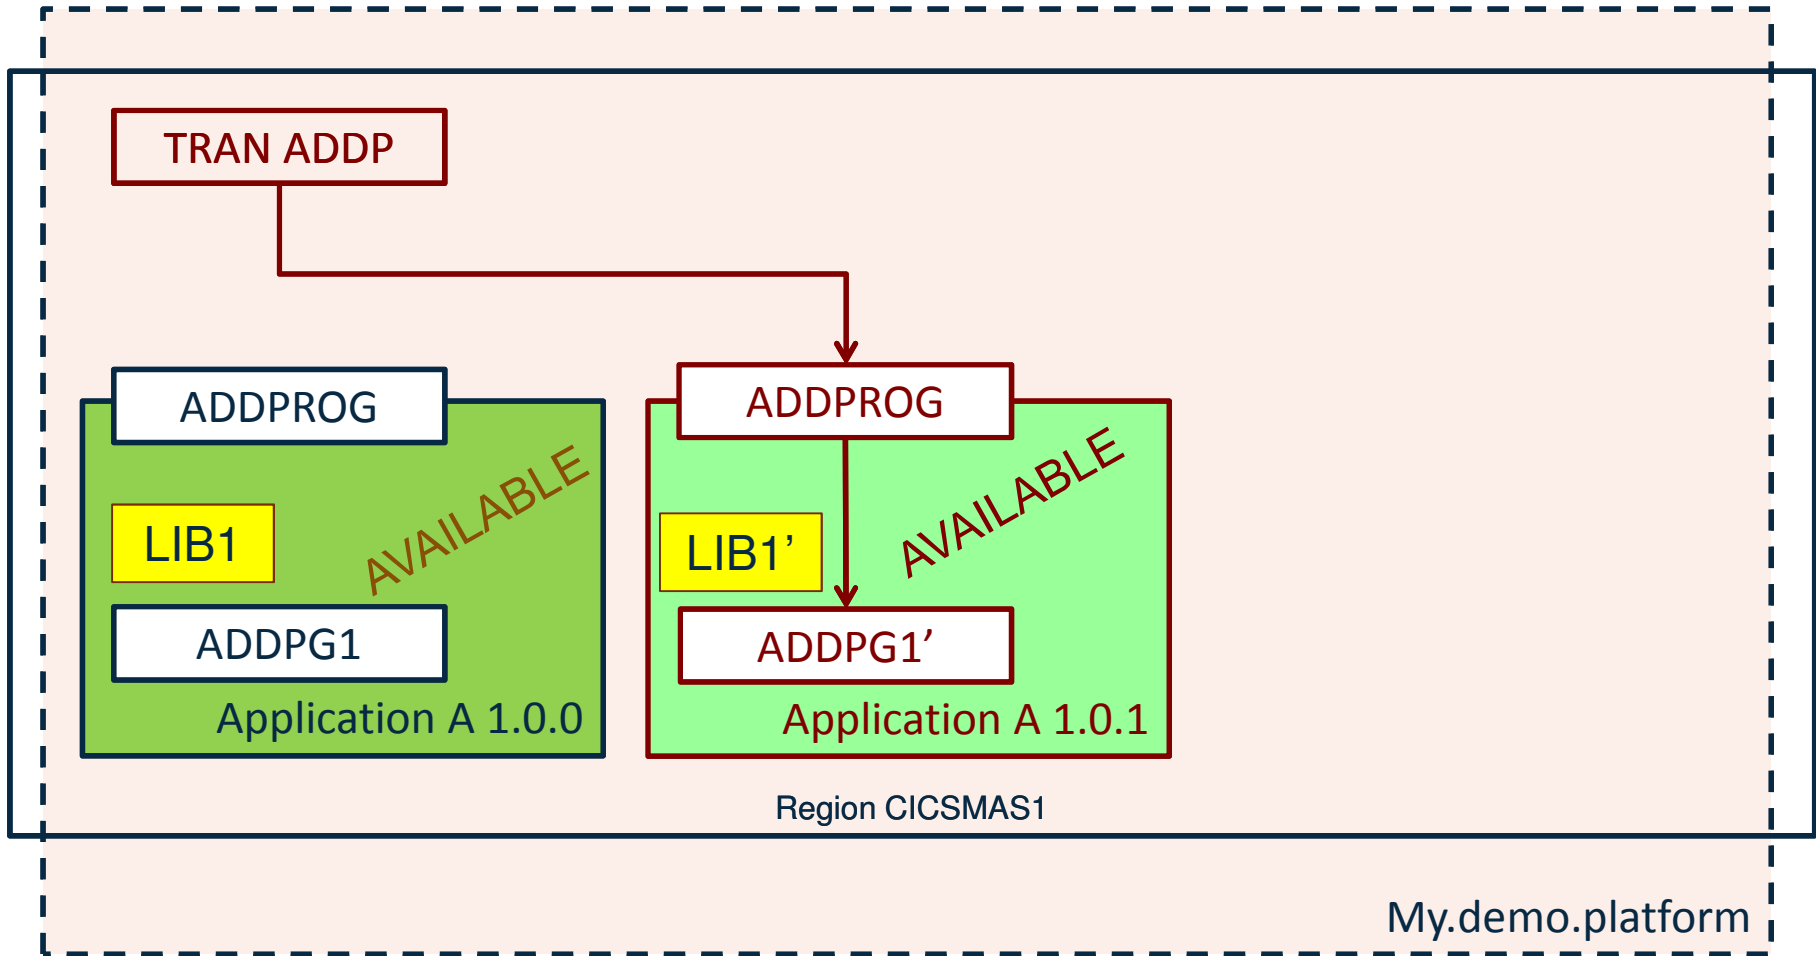 TRAN ADDP
ADDPROG
AVAILABLE
LIB1
ADDPG1
Application A 1.0.0
ADDPROG
AVAILABLE
LIB1’
ADDPG1’
Application A 1.0.1
Region CICSMAS1
My.demo.platform